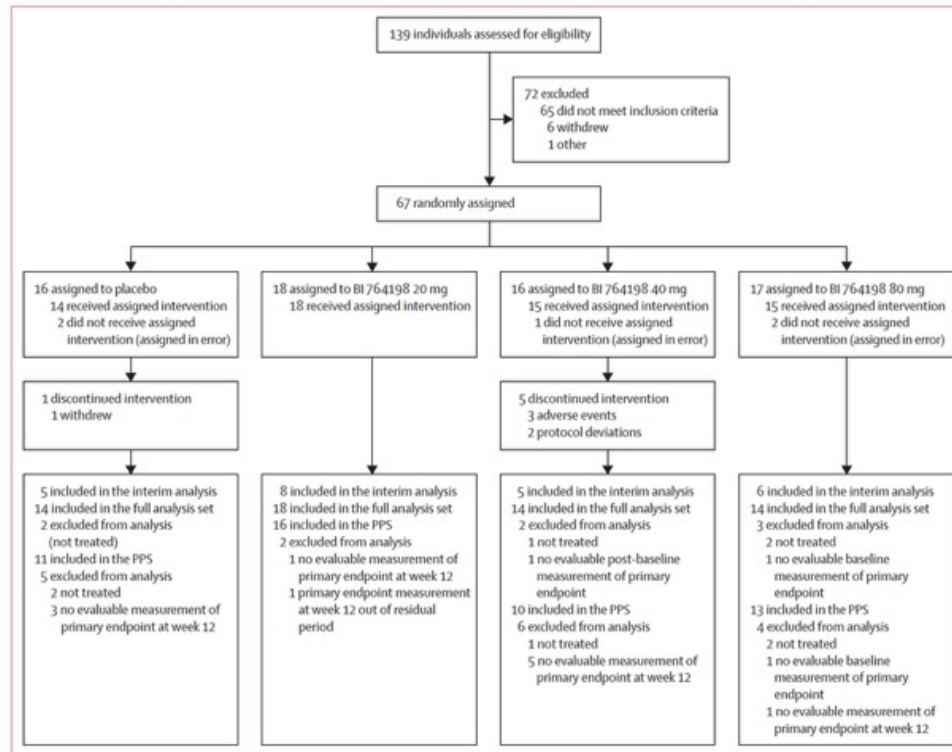 139 individuals assessed for eligibility
72 excluded
65 did not meet inclusion criteria
6 withdrew
1 other
67 randomly assigned
16 assigned to placebo
14 received assigned intervention
2 did not receive assigned
intervention (assigned in error)
18 assigned to BI 764198 20 mg
18 received assigned intervention
16 assigned to BI 764198 40 mg
15 received assigned intervention
1 did not receive assigned
intervention (assigned in error)
17 assigned to BI 764198 80 mg
15 received assigned intervention
2 did not receive assigned
intervention (assigned in error)
1 discontinued intervention
1 withdrew
5 discontinued intervention
3 adverse events
2 protocol deviations
5 included in the interim analysis
14 included in the full analysis set
2 excluded from analysis
(not treated)
11 included in the PPS
5 excluded from analysis
2 not treated
3 no evaluable measurement of
primary endpoint at week 12
8 included in the interim analysis
18 included in the full analysis set
16 included in the PPS
2 excluded from analysis
1 no evaluable measurement of
primary endpoint at week 12
1 primary endpoint measurement
at week 12 out of residual
period
5 included in the interim analysis
14 included in the full analysis set
2 excluded from analysis
1 not treated
1 no evaluable post-baseline
measurement of primary
endpoint
10 included in the PPS
6 excluded from analysis
1 not treated
5 no evaluable measurement of
primary endpoint at week 12
6 included in the interim analysis
14 included in the full analysis set
3 excluded from analysis
2 not treated
1 no evaluable baseline
measurement of primary
endpoint
13 included in the PPS
4 excluded from analysis
2 not treated
1 no evaluable baseline
measurement of primary
endpoint
1 no evaluable measurement of
primary endpoint at week 12